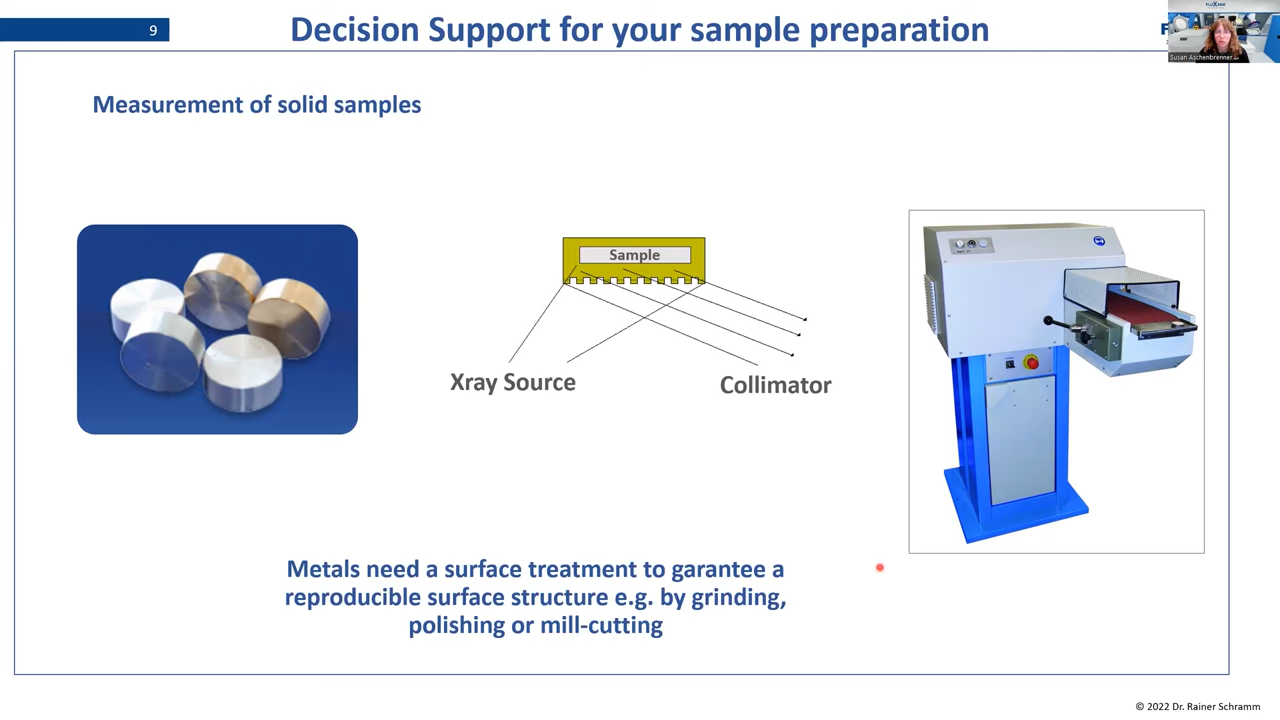 9
Decision Support for your sample preparation
F
FLUXANA
Susan Aschenbrenner
Measurement of solid samples
Sample
Xray Source
Collimator
Metals need a surface treatment to garantee a
reproducible surface structure e.g. by grinding,
polishing or mill-cutting
© 2022 Dr. Rainer Schramm